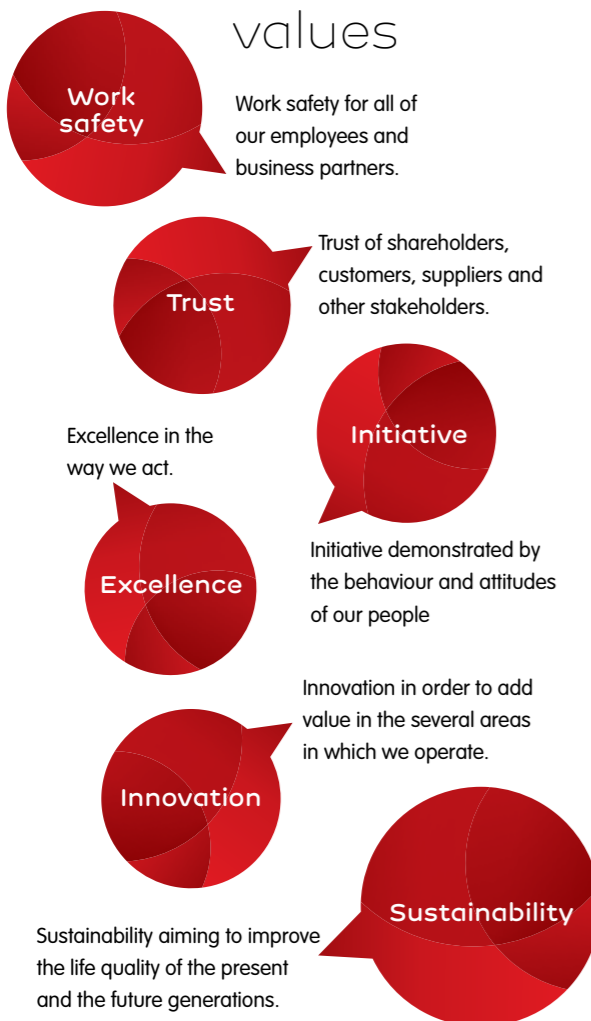 values
Work
safety
Work safety for all of
our employees and
business partners.
Trust
Trust of shareholders,
customers, suppliers and
other stakeholders.
Initiative
Initiative demonstrated by
the behaviour and attitudes
of our people
Excellence in the
way we act.
Excellence
Innovation in order to add
value in the several areas
in which we operate.
Innovation
Sustainability
Sustainability aiming to improve
the life quality of the present
and the future generations.